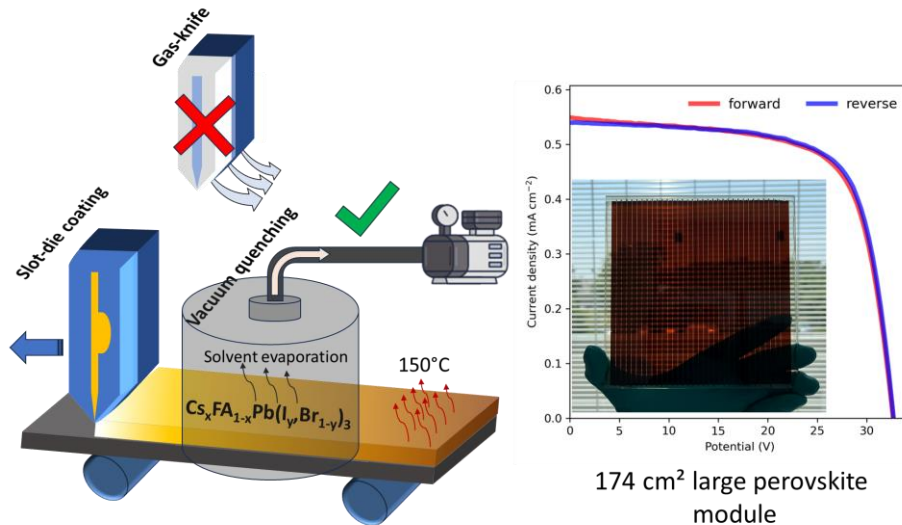 Gas-knife
Slot-die coating
Vacuum quenching
Solvent evaporation
CsₓFA₁₋ₓPb(Iᵧ,Br₁₋ᵧ)₃
150°C
forward
reverse
Current density (mA cm⁻²)
0.6
0.5
0.4
0.3
0.2
0.1
0.0
0
5
10
15
20
25
30
Potential (V)
174 cm² large perovskite
module